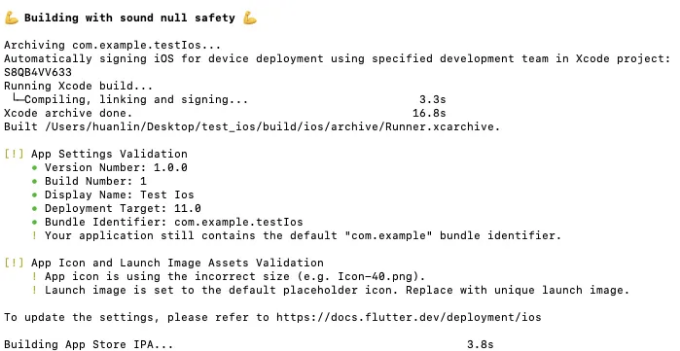 💪 Building with sound null safety 💪
Archiving com.example.testIos...
Automatically signing iOS for device deployment using specified development team in Xcode project:
S8QB4VV633
Running Xcode build...
└─Compiling, linking and signing... 3.3s
Xcode archive done. 16.8s
Built /Users/huanlin/Desktop/test_ios/build/ios/archive/Runner.xcarchive.
[!] App Settings Validation
• Version Number: 1.0.0
• Build Number: 1
• Display Name: Test Ios
• Deployment Target: 11.0
• Bundle Identifier: com.example.testIos
! Your application still contains the default "com.example" bundle identifier.
[!] App Icon and Launch Image Assets Validation
! App icon is using the incorrect size (e.g. Icon-40.png).
! Launch image is set to the default placeholder icon. Replace with unique launch image.
To update the settings, please refer to https://docs.flutter.dev/deployment/ios
Building App Store IPA... 3.8s